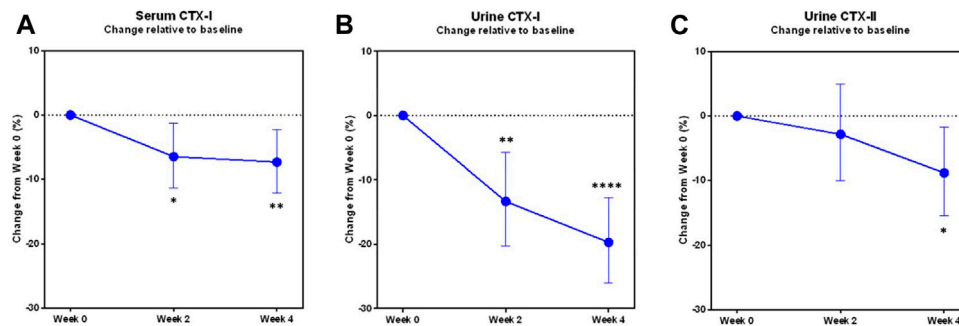 A
Serum CTX-I
Change relative to baseline
Change from Week 0 (%)
10
0
-10
-20
-30
*
**
Week 0
Week 2
Week 4
B
Urine CTX-I
Change relative to baseline
Change from Week 0 (%)
10
0
-10
-20
-30
**
****
Week 0
Week 2
Week 4
C
Urine CTX-II
Change relative to baseline
Change from Week 0 (%)
10
0
-10
-20
-30
*
Week 0
Week 2
Week 4